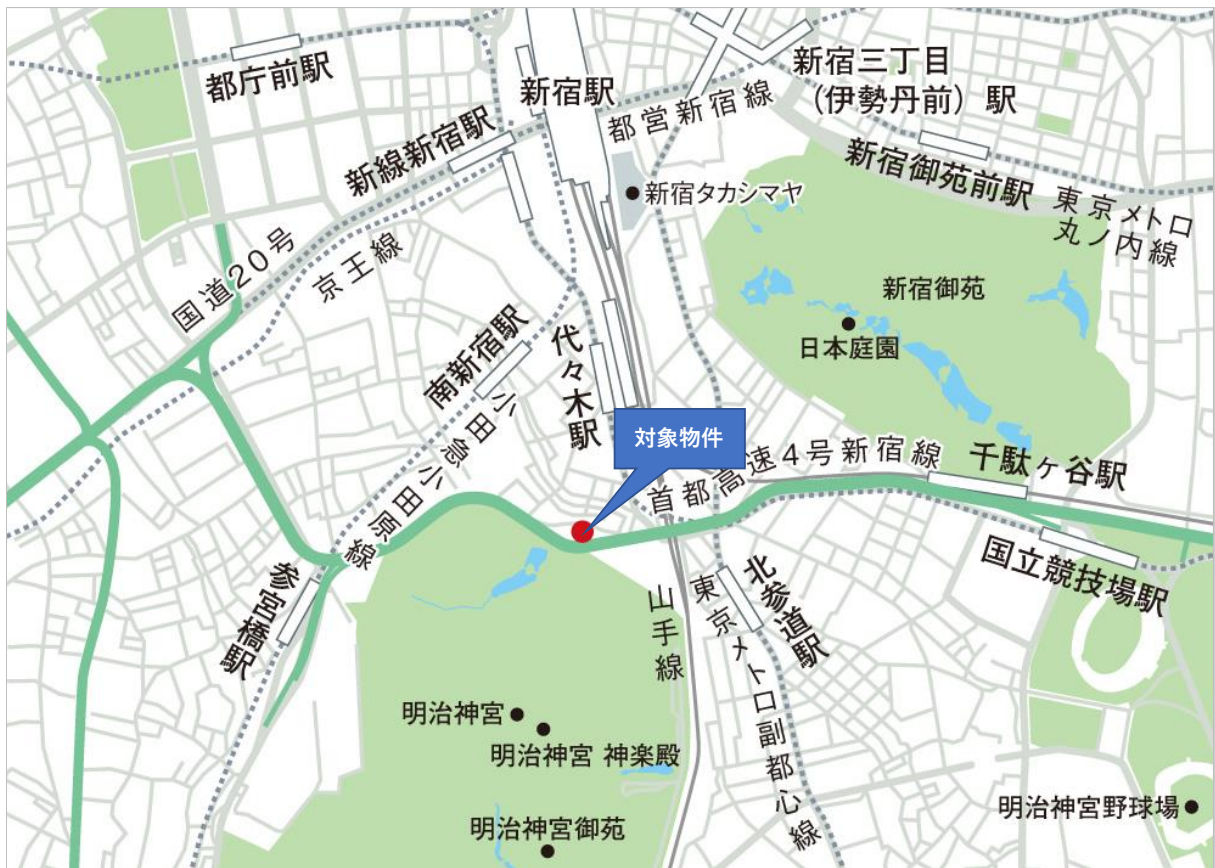 都庁前駅
新宿駅
新宿三丁目
（伊勢丹前）駅
都営新宿線
新線新宿駅
新宿御苑前駅
新宿タカシマヤ
東京メトロ
丸ノ内線
国道20号
京王線
新宿御苑
日本庭園
南新宿駅
代々木駅
対象物件
小田急小田原線
首都高速4号新宿線
千駄ヶ谷駅
国立競技場駅
参宮橋駅
山手線
北参道駅
東京メトロ副都心線
明治神宮
明治神宮 神楽殿
明治神宮野球場
明治神宮御苑